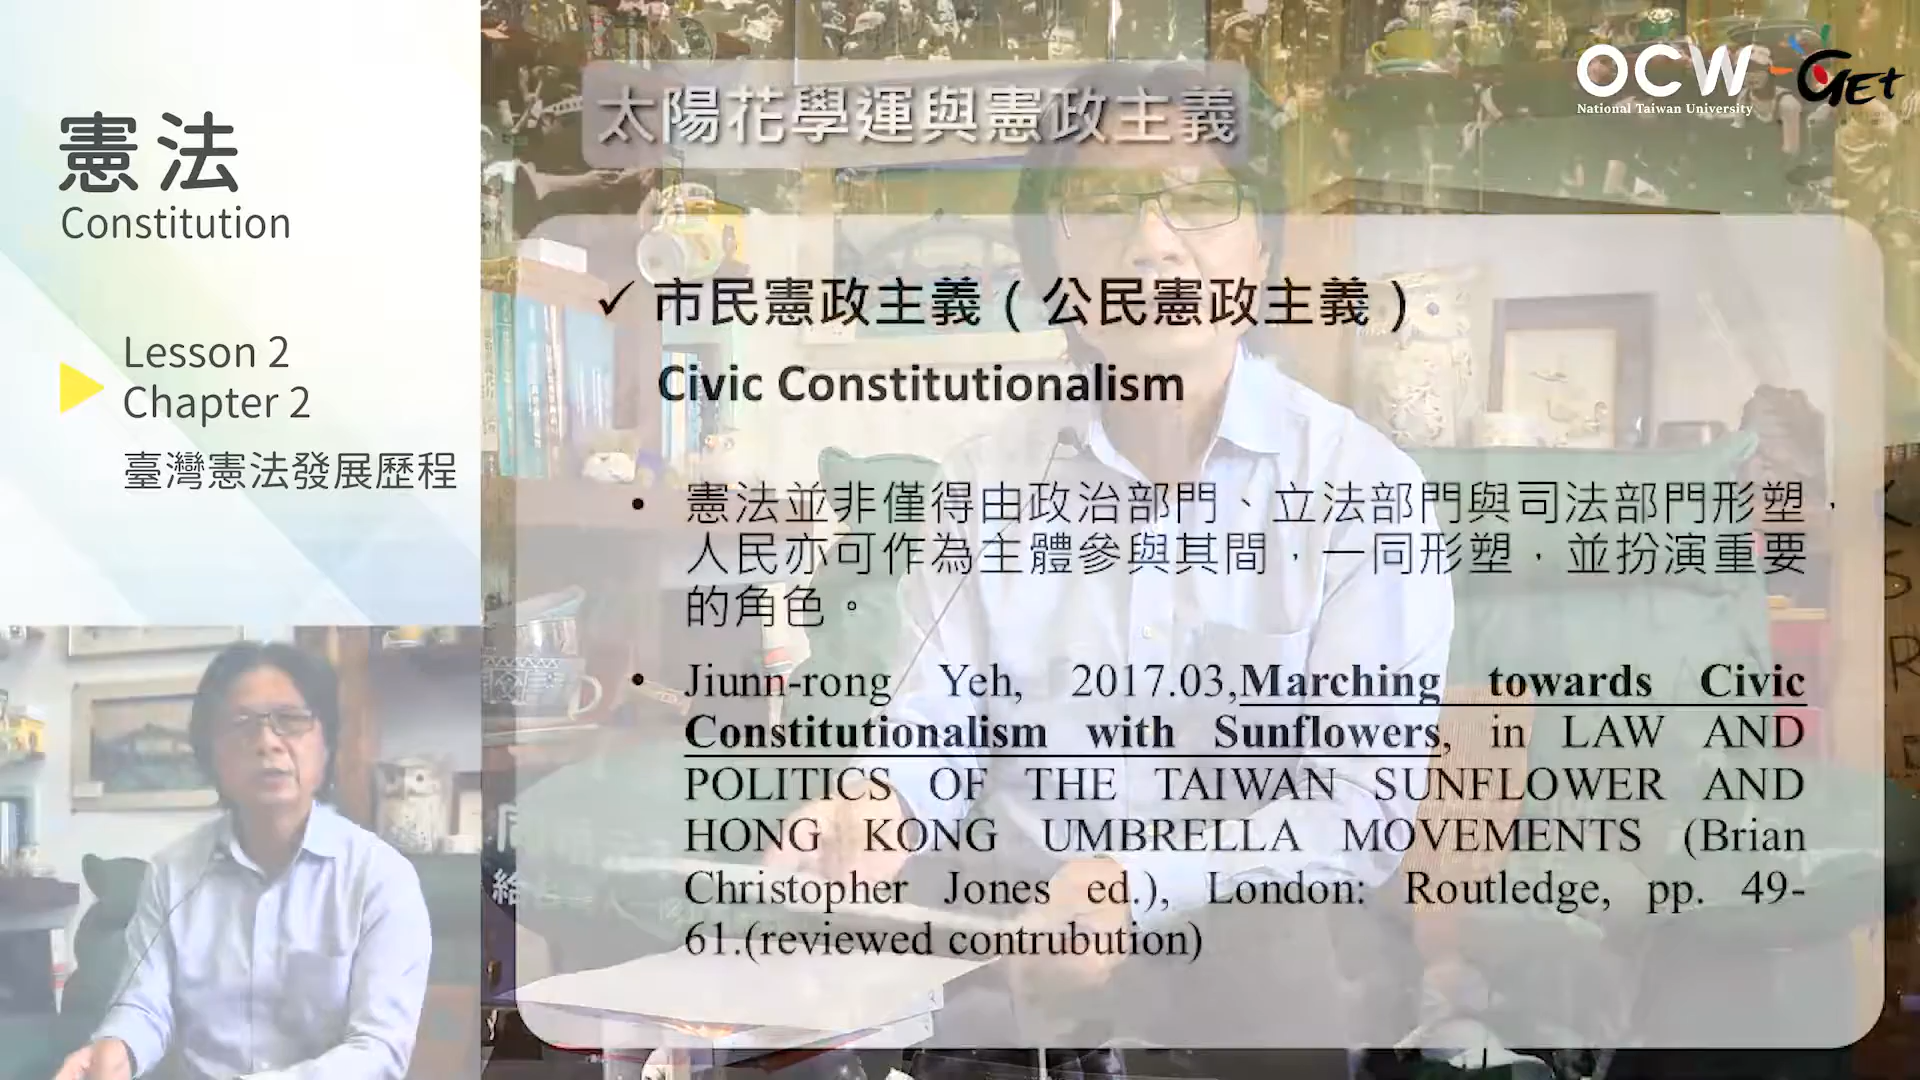 憲法
Constitution
Lesson 2
Chapter 2
臺灣憲法發展歷程
OCW
National Taiwan University
GEt
太陽花學運與憲政主義
✓ 市民憲政主義（公民憲政主義）
Civic Constitutionalism
• 憲法並非僅得由政治部門、立法部門與司法部門形塑，
人民亦可作為主體參與其間，一同形塑，並扮演重要
的角色。
• Jiunn-rong Yeh, 2017.03,Marching towards Civic
Constitutionalism with Sunflowers, in LAW AND
POLITICS OF THE TAIWAN SUNFLOWER AND
HONG KONG UMBRELLA MOVEMENTS (Brian
Christopher Jones ed.), London: Routledge, pp. 49-
61.(reviewed contrubution)